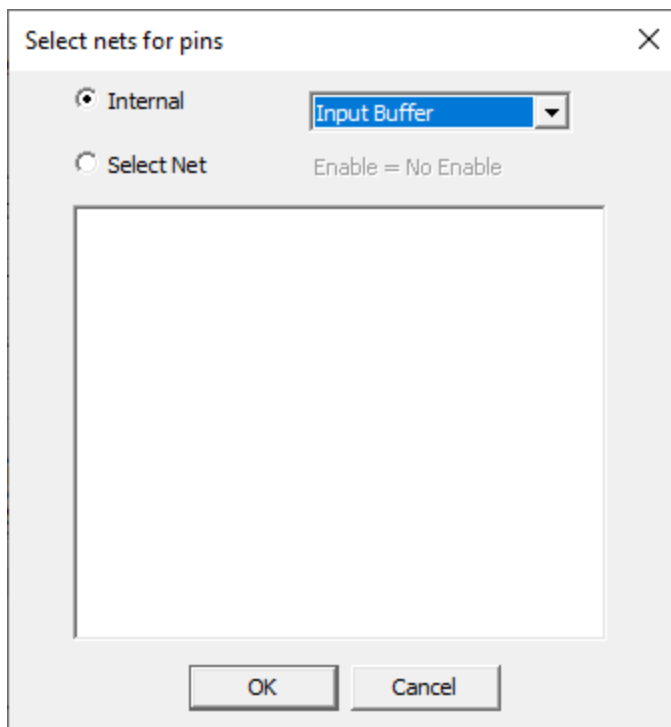 Select nets for pins
Internal
Input Buffer
Select Net
Enable = No Enable
OK
Cancel